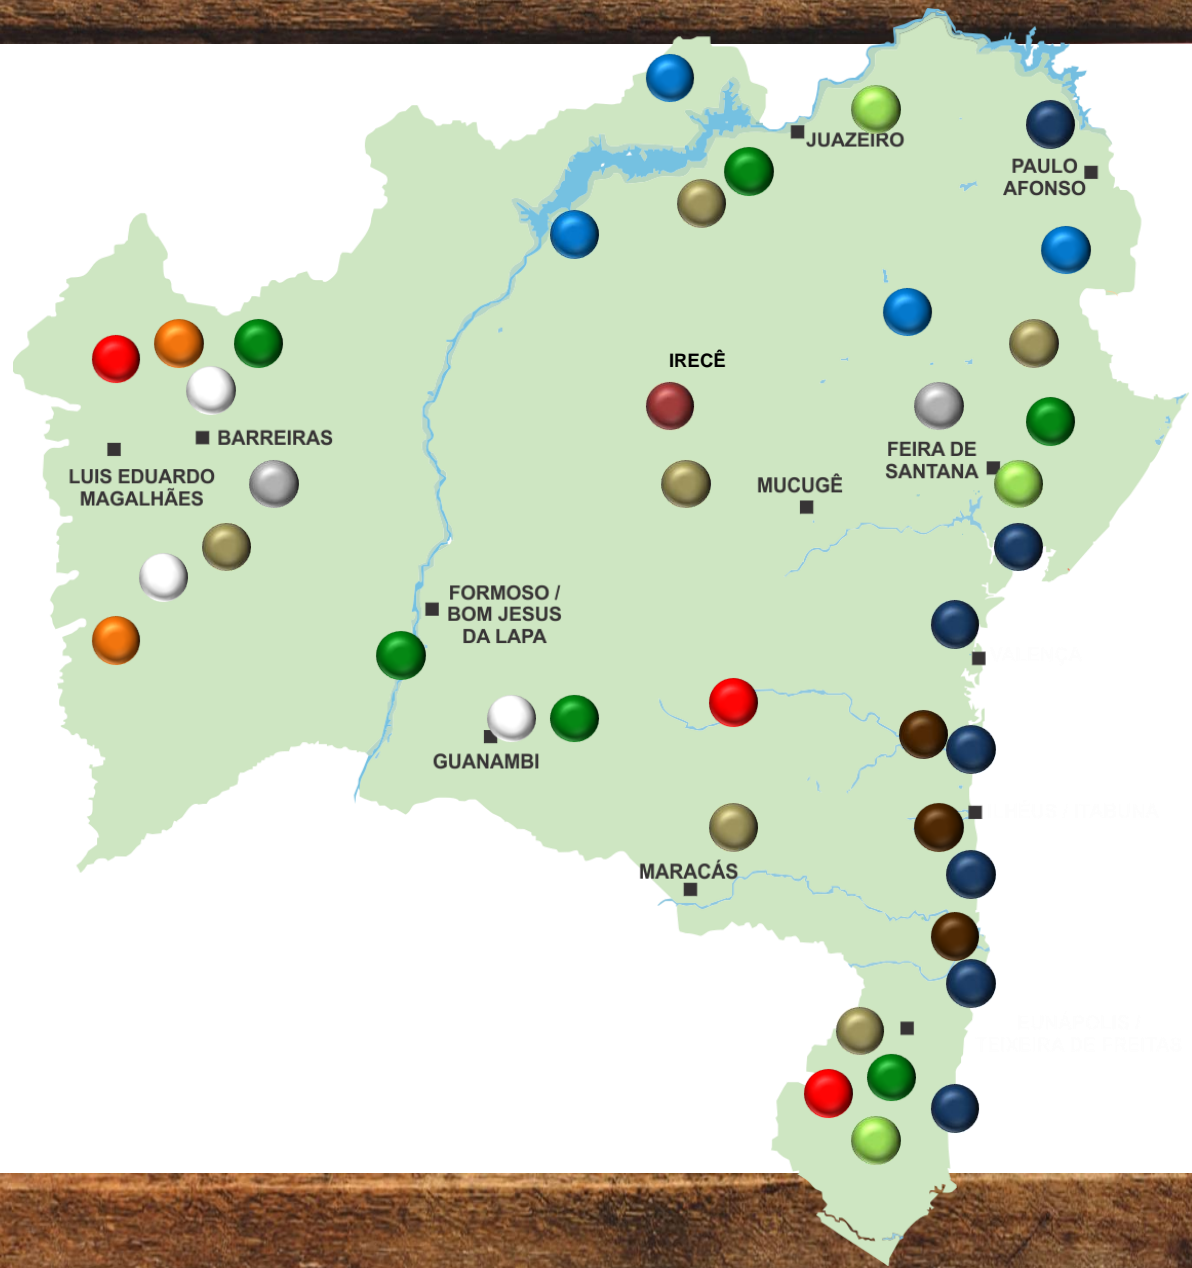 JUAZEIRO
PAULO
AFONSO
IRECÊ
BARREIRAS
LUIS EDUARDO
MAGALHÃES
FEIRA DE
SANTANA
MUCUGÊ
FORMOSO /
BOM JESUS
DA LAPA
GUANAMBI
MARACÁS